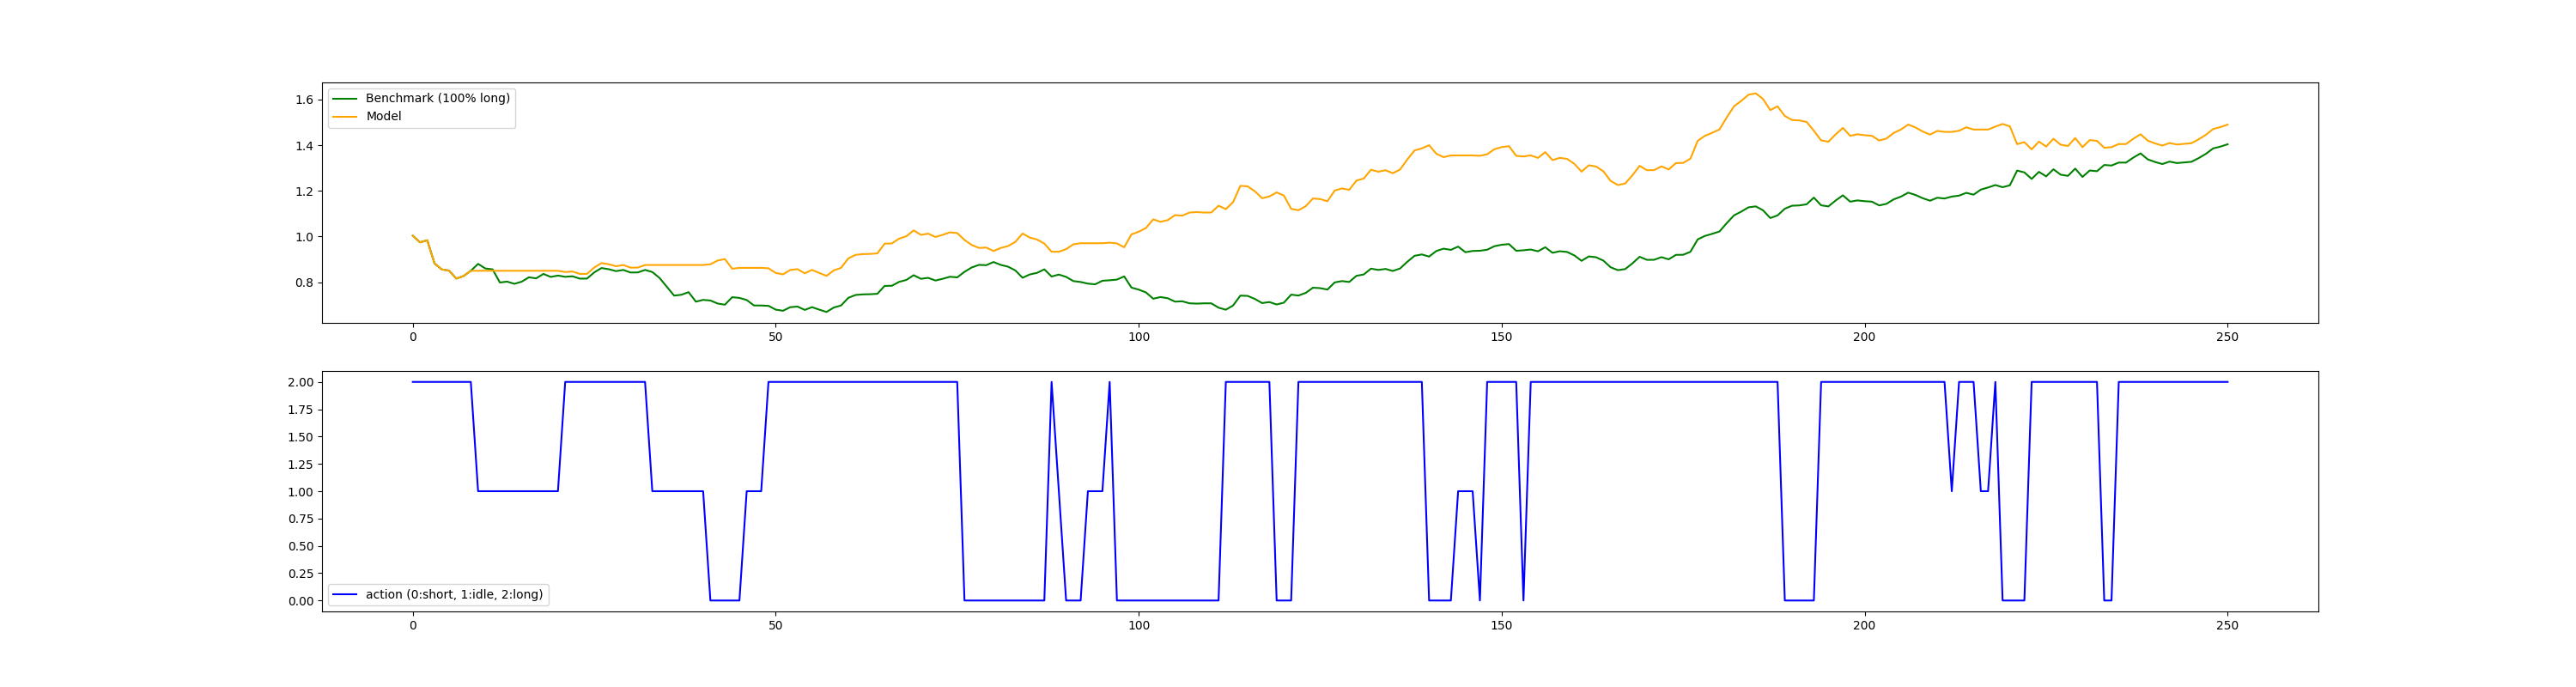 Benchmark (100% long)
Model
1.6
1.4
1.2
1.0
0.8
0 50 100 150 200 250
2.00
1.75
1.50
1.25
1.00
0.75
0.50
0.25
0.00
action (0:short, 1:idle, 2:long)
0 50 100 150 200 250